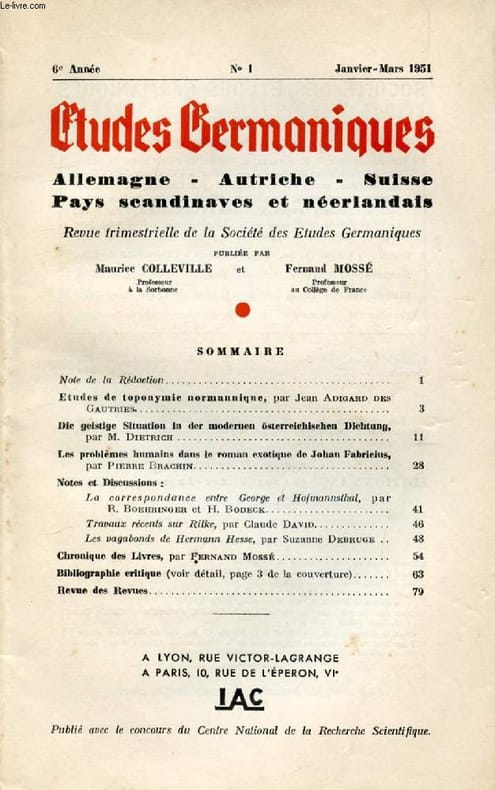 Le-livre.com
6e Année No 1 Janvier-Mars 1951
Etudes Germaniques
Allemagne - Autriche - Suisse
Pays scandinaves et néerlandais
Revue trimestrielle de la Société des Etudes Germaniques
PUBLIÉE PAR
Maurice COLLEVILLE et Fernand MOSSÉ
Professeur Professeur
à la Sorbonne au Collège de France
SOMMAIRE
Note de la Rédaction 1
Etudes de toponymie normannique, par Jean ADIGARD DES
GAUTRIES 3
Die geistige Situation in der modernen österreichischen Dichtung,
par M. DIETRICH 11
Les problèmes humains dans le roman exotique de Johan Fabricius,
par PIERRE BRACHIN 28
Notes et Discussions :
La correspondance entre George et Hofmannsthal, par
R. BOEHRINGER et H. BODECK 41
Travaux récents sur Rilke, par Claude DAVID 46
Les vagabonds de Hermann Hesse, par Suzanne DEBRUGE .. 48
Chronique des Livres, par FERNAND MOSSÉ 54
Bibliographie critique (voir détail, page 3 de la couverture) 63
Revue des Revues 79
A LYON, RUE VICTOR-LAGRANGE
A PARIS, 10, RUE DE L'ÉPERON, VIe
IAC
Publié avec le concours du Centre National de la Recherche Scientifique.